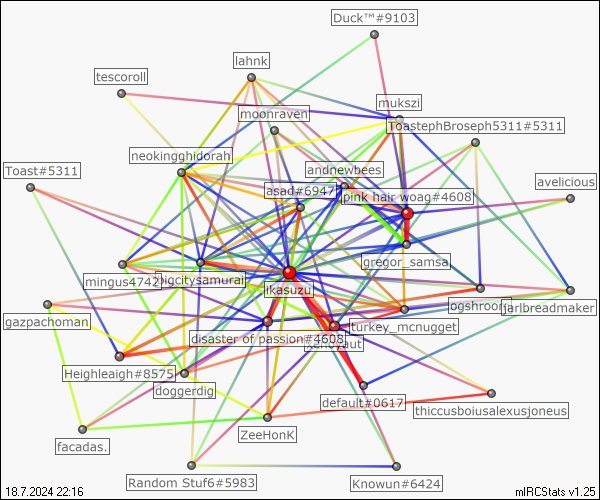 Duck™#9103
lahnk
tescoroll
mukszi
moonraven
ToastephBroseph5311#5311
neokingghidorah
andnewbees
Toast#5311
asad#6947
pink hair woag#4608
avelicious
gregor_samsa
mingus4742
bigcitysamurai
ikasuzu
ogshroom
jarlbreadmaker
gazpachoman
turkey_mcnugget
disaster of passion#4608
Heighleigh#8575
doggerdig
default#0617
thiccusboiusalexusjoneus
facadas.
ZeeHonK
Random Stuf6#5983
Knowun#6424
18.7.2024 22:16
mIRCStats v1.25